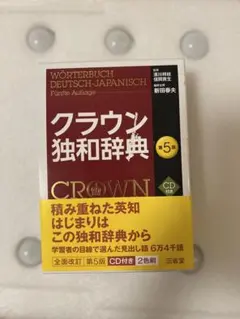 WÖRTERBUCH
DEUTSCH-JAPANISCH
Fünfte Auflage
新田春夫
クラウン
独和辞典
第5版
CROWN
CD付き
積み重ねた英知
はじまりは
この独和辞典から
学習者の目線で選んだ見出し語 6万4千語
全面改訂 第5版 CD付き 2色刷 三省堂